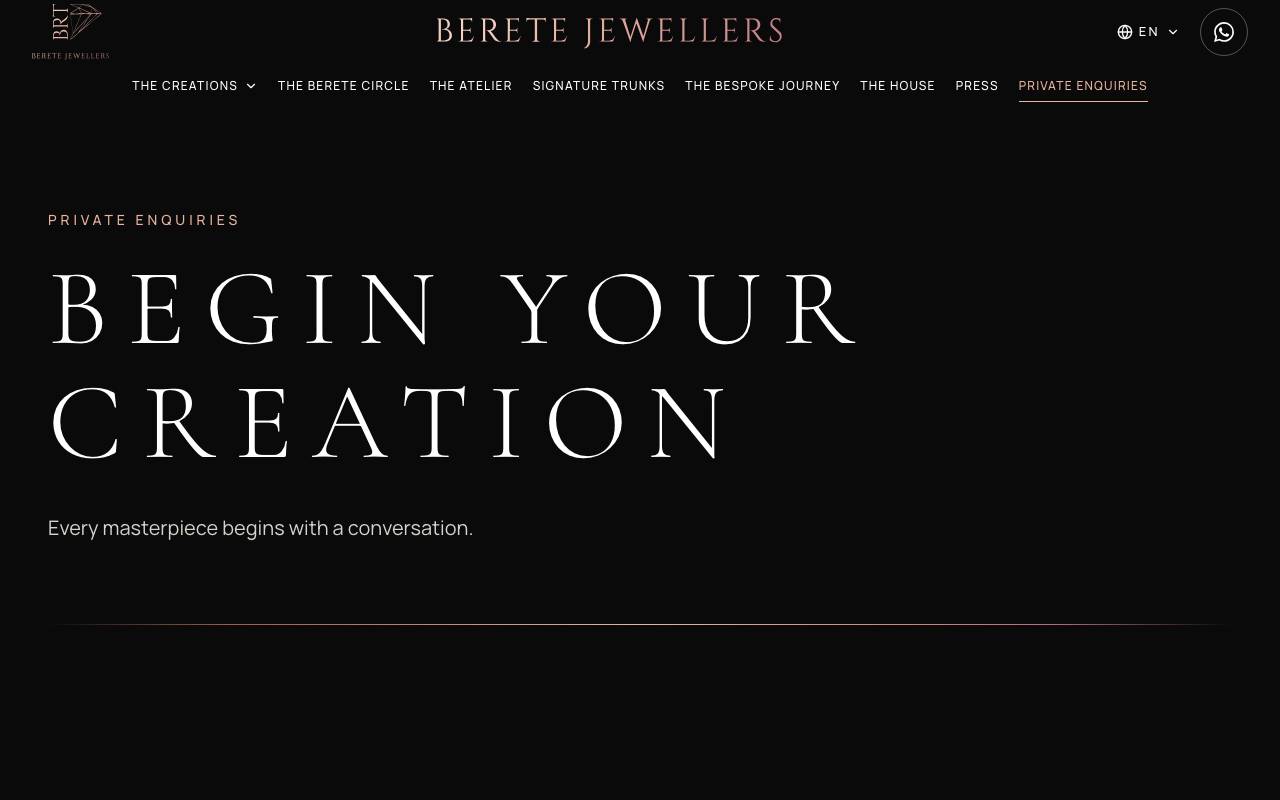 BRT
BERETE JEWELLERS
BERETE JEWELLERS
EN
THE CREATIONS
THE BERETE CIRCLE
THE ATELIER
SIGNATURE TRUNKS
THE BESPOKE JOURNEY
THE HOUSE
PRESS
PRIVATE ENQUIRIES
PRIVATE ENQUIRIES
BEGIN YOUR
CREATION
Every masterpiece begins with a conversation.